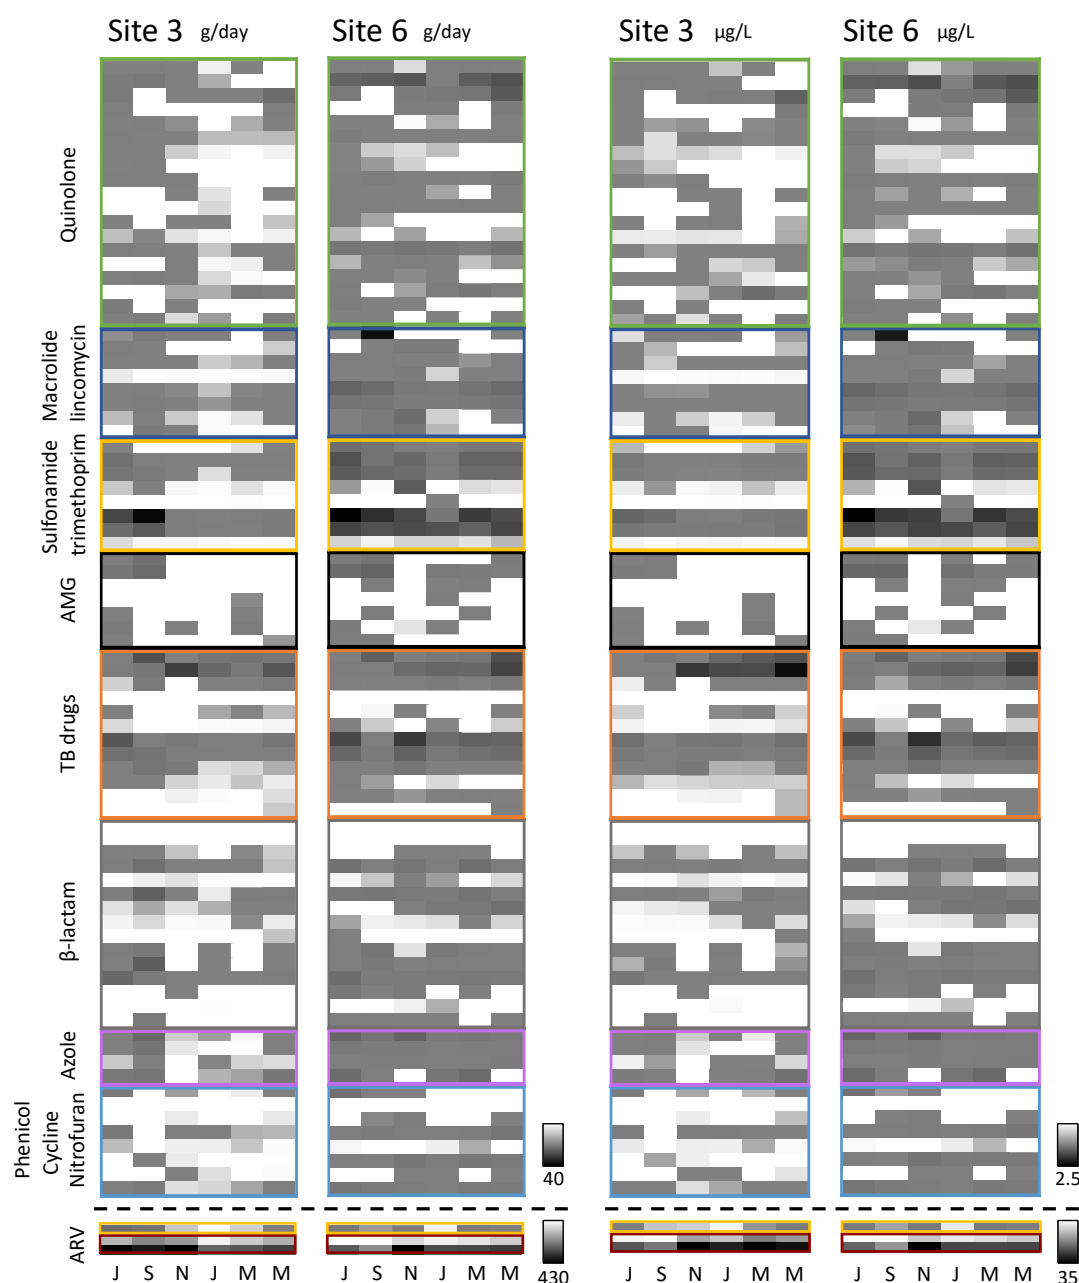 Site 3 g/day Site 6 g/day Site 3 µg/L Site 6 µg/L
Quinolone
Macrolide
lincomycin
Sulfonamide
trimethoprim
AMG
TB drugs
β-lactam
Azole
Phenicol
Cycline
Nitrofuran
40
2.5
ARV
430
35
J S N J M M J S N J M M J S N J M M J S N J M M